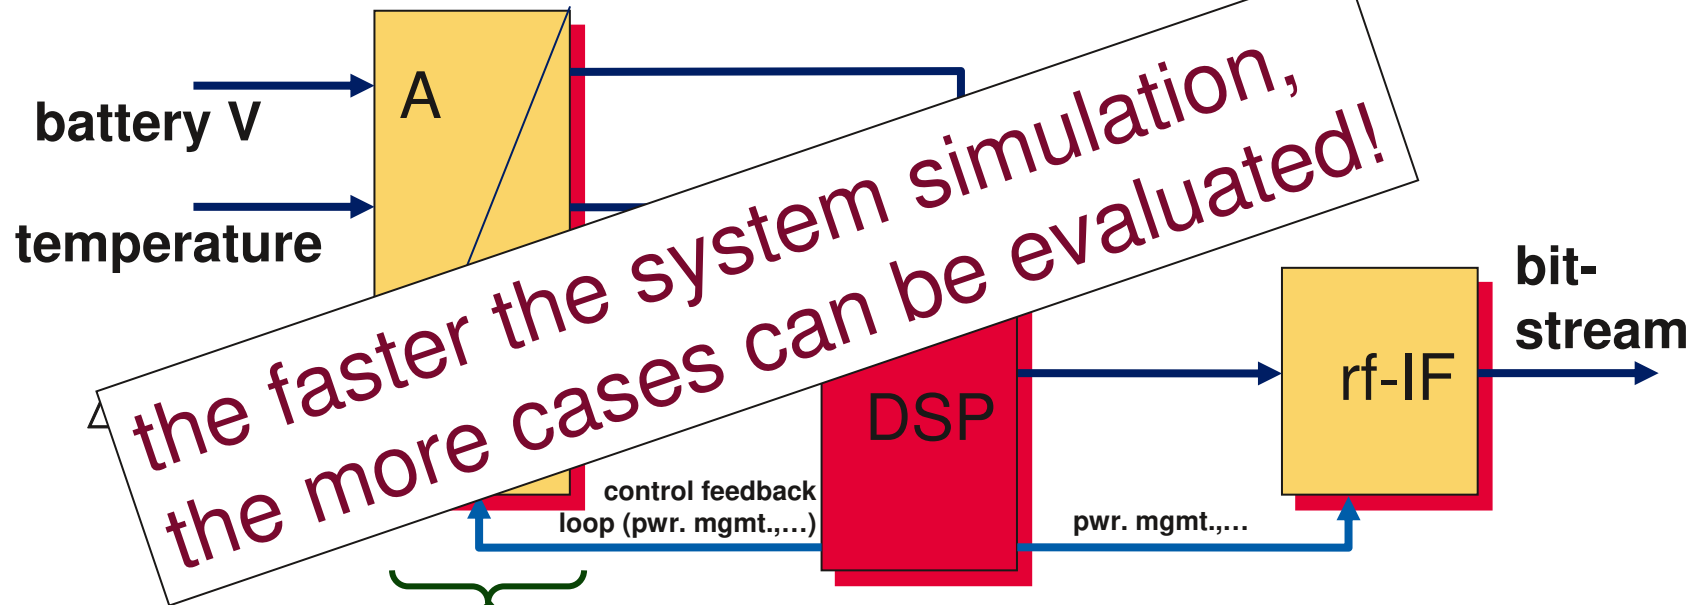 A
battery V
temperature
the faster the system simulation,
the more cases can be evaluated!
bit-
stream
rf-IF
DSP
control feedback
loop (pwr. mgmt.,…)
pwr. mgmt.,…